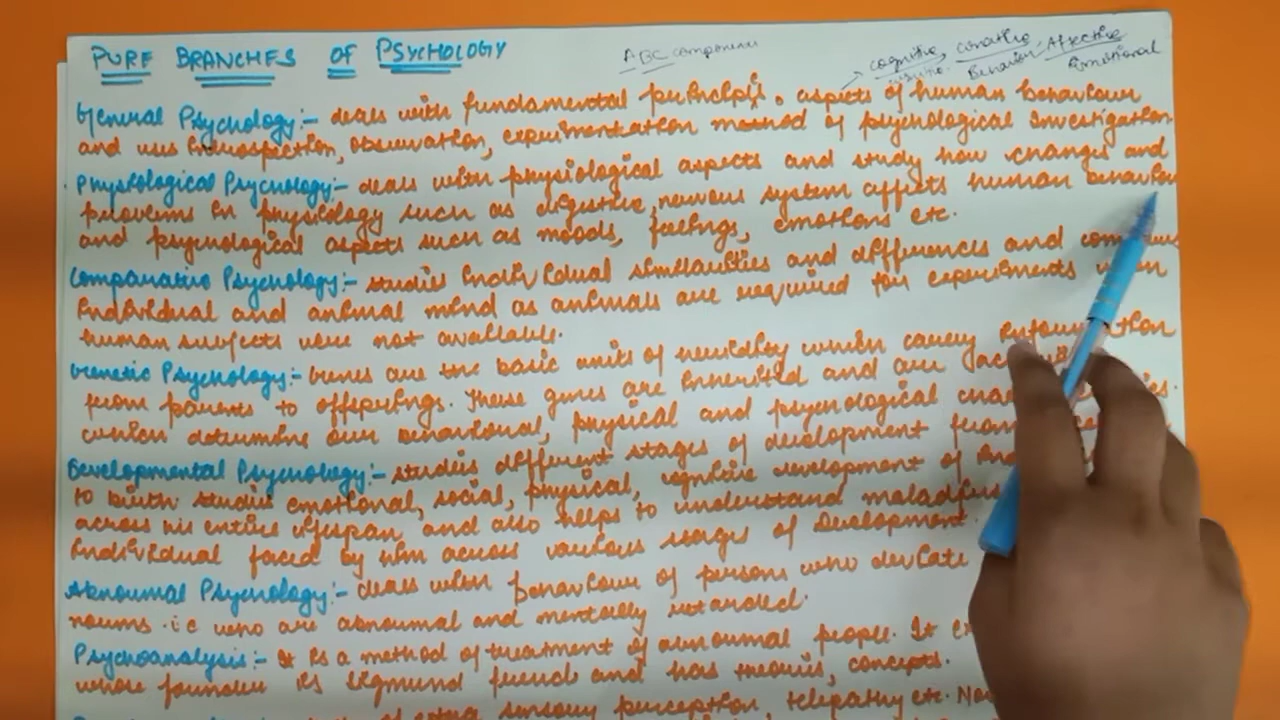 PURE BRANCHES OF PSYCHOLOGY
ABC components
cognitive, conative, Affective
Behaviour Emotional
General Psychology:- deals with fundamental principls, aspects of human behaviour
and uses introspection, observation, experimentation method of psychological investigation
Physiological Psychology:- deals with physiological aspects and study how changes and
problems in physiology such as digestive, nervous system affects human behaviour
and psychological aspects such as moods, feelings, emotions etc.
Comparative Psychology:- studies individual similarities and differences and
individual and animal mind as animals are required for experiments when
human subjects were not available.
Genetic Psychology:- Genes are the basic units of heredity which carry
from parents to offsprings. These genes are inherited and are
which determine our behavioural, physical and psychological
Developmental Psychology:- studies different stages of development from
to birth studies emotional, social, physical, cognitive development of
across his entire lifespan and also helps to understand
individual faced by him across various stages of development.
Abnormal Psychology:- deals with behaviour of persons who deviate
norms i.e who are abnormal and mentally retarded.
Psychoanalysis:- It is a method of treatment of abnormal people. It
whose founder is Sigmund freud and has theories, concepts.
extra sensory perception, telepathy etc.